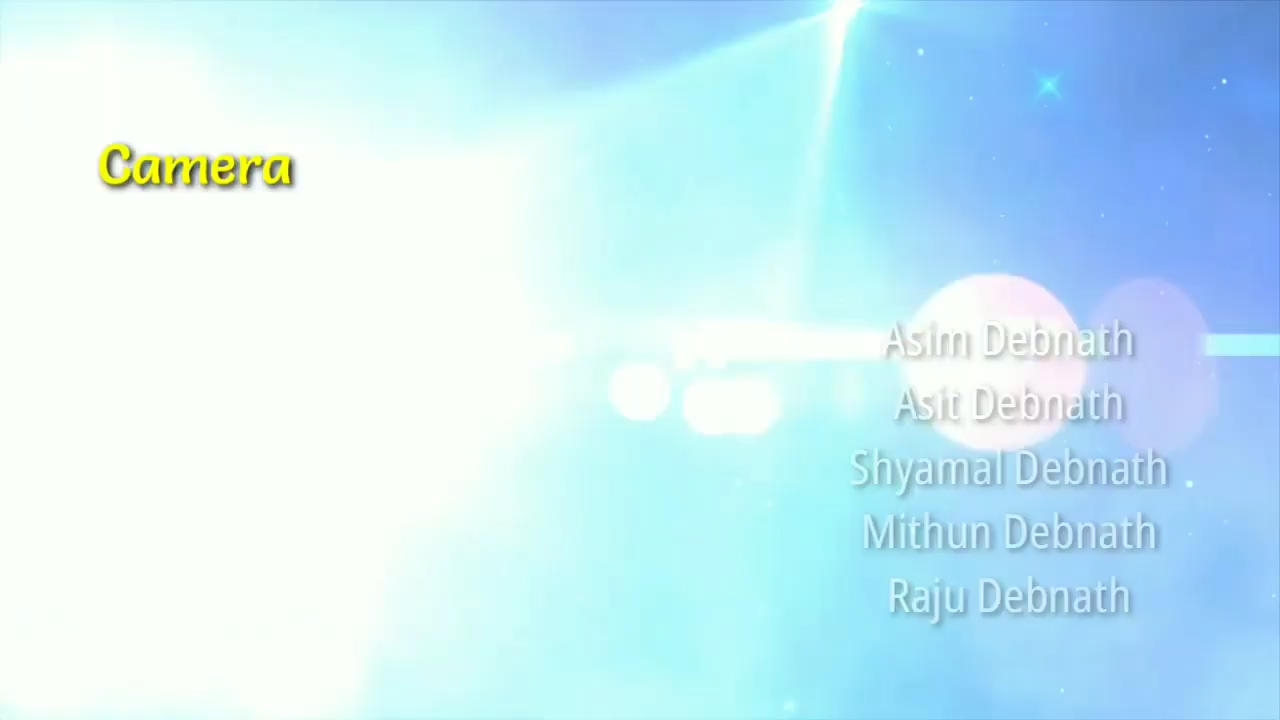 Camera
Asim Debnath
Asit Debnath
Shyamal Debnath
Mithun Debnath
Raju Debnath